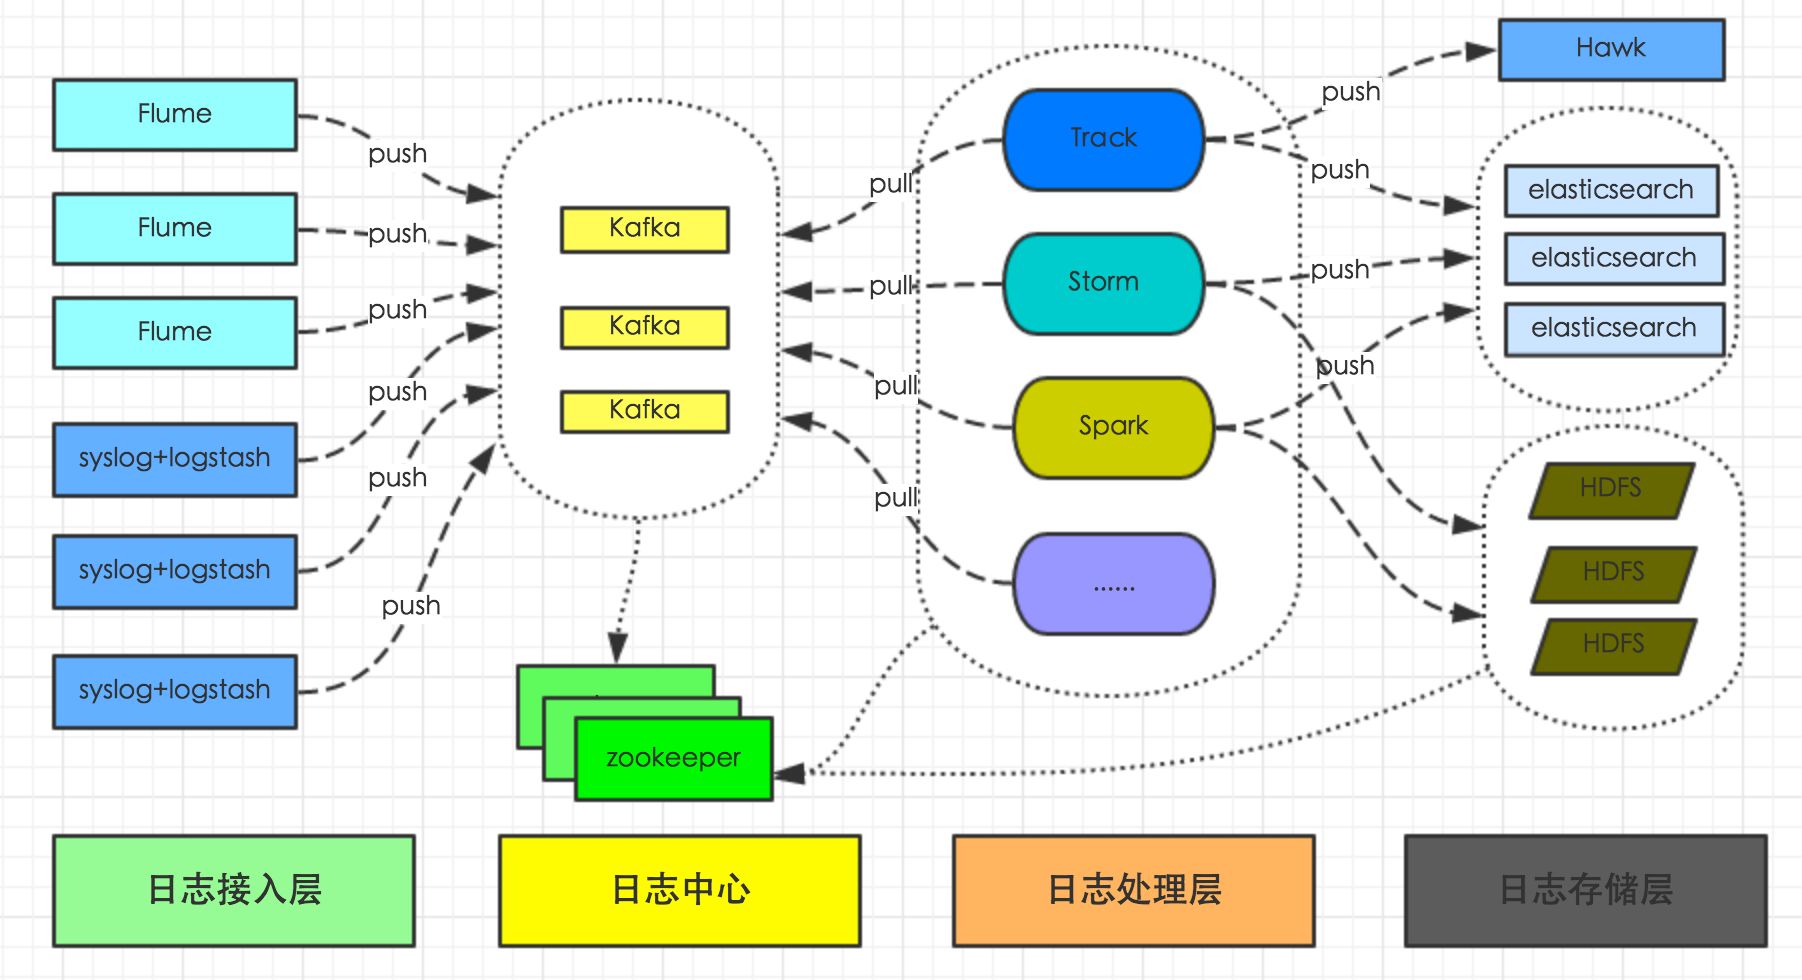 Flume
Flume
Flume
syslog+logstash
syslog+logstash
syslog+logstash
push
push
push
push
push
push
Kafka
Kafka
Kafka
zookeeper
pull
pull
pull
pull
Track
Storm
Spark
......
push
push
push
push
Hawk
elasticsearch
elasticsearch
elasticsearch
HDFS
HDFS
HDFS
日志接入层
日志中心
日志处理层
日志存储层